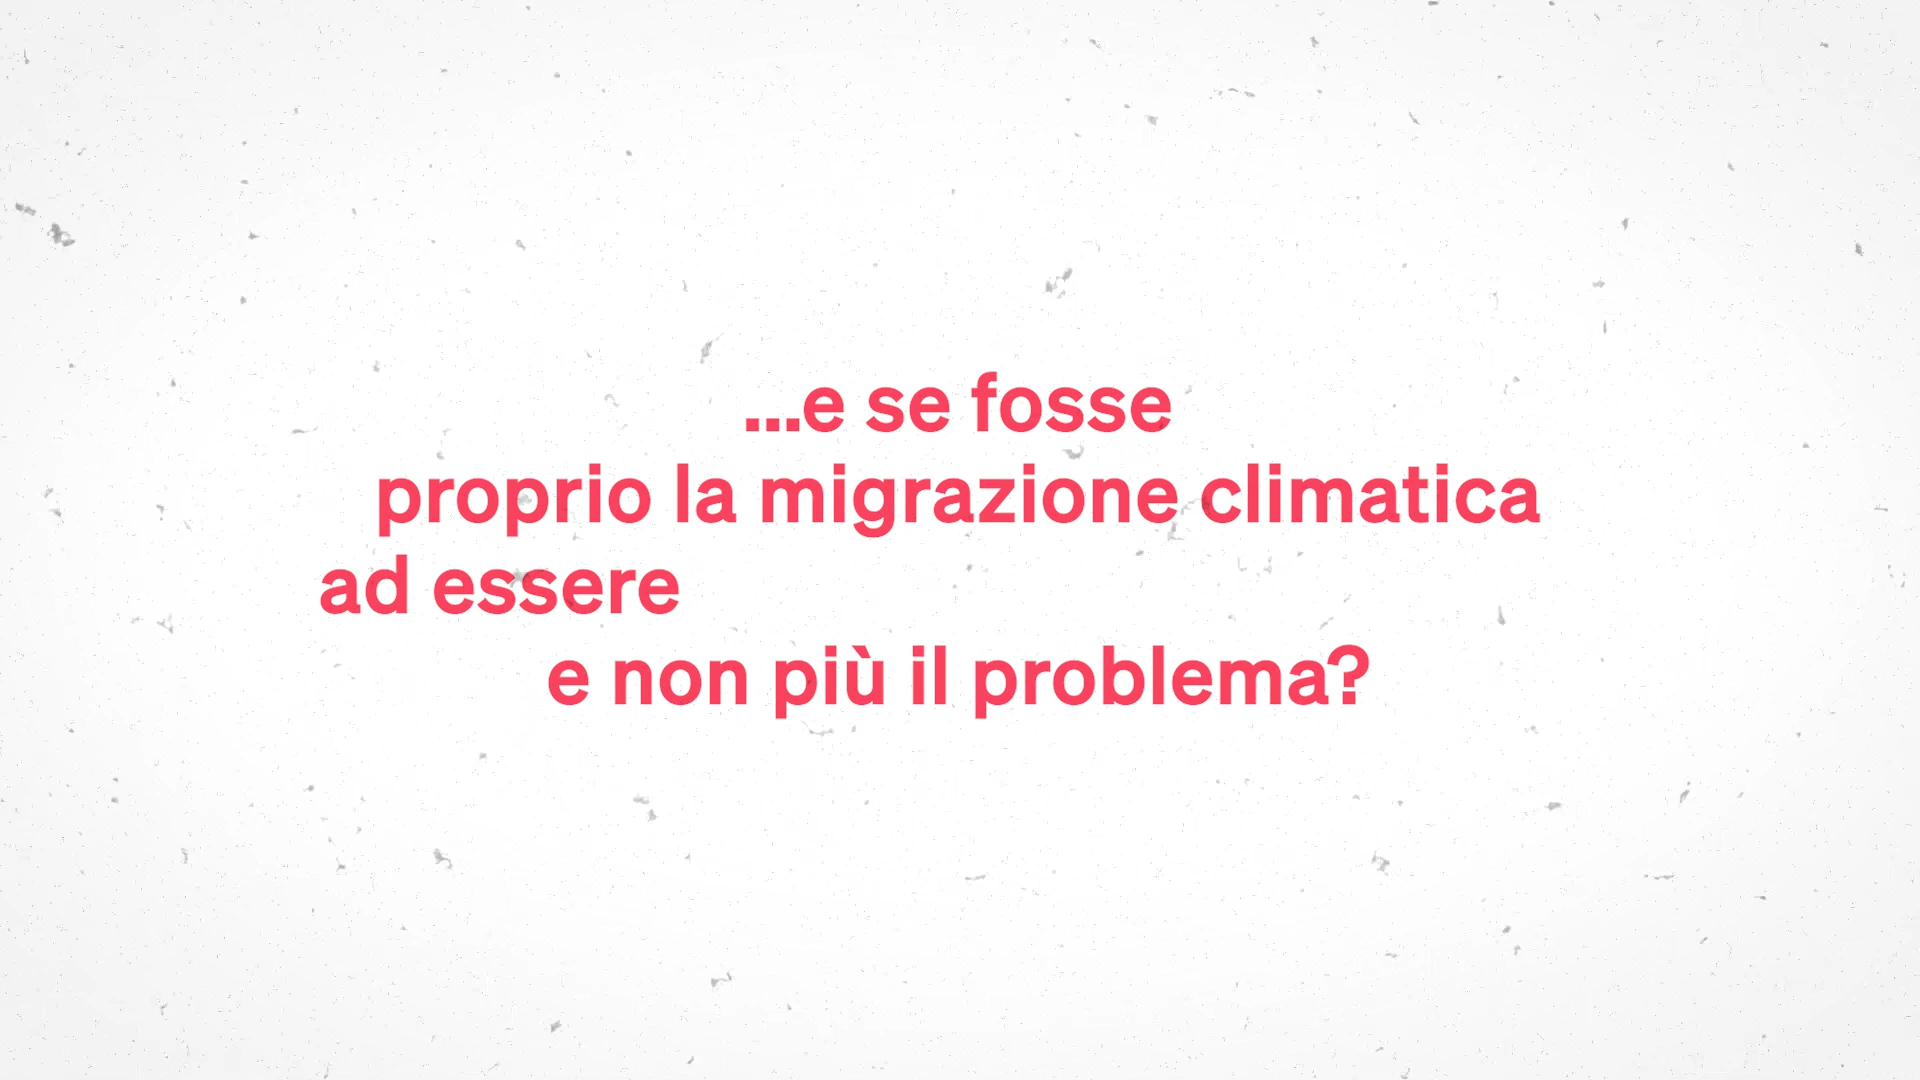 ...e se fosse
proprio la migrazione climatica
ad essere
e non più il problema?